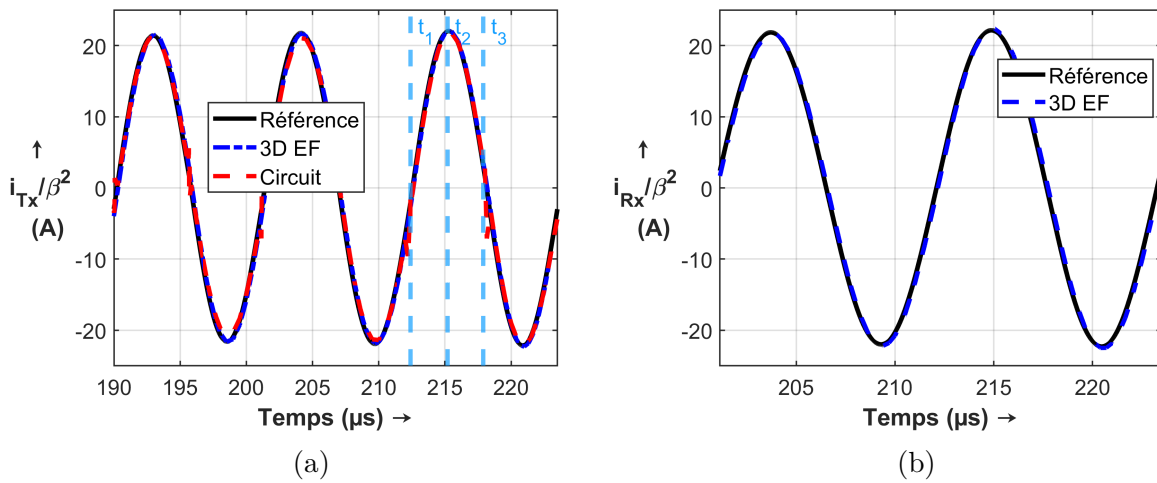 20
10
0
-10
-20
↑
i_Tx/β²
(A)
t₁
t₂
t₃
Référence
3D EF
Circuit
190 195 200 205 210 215 220
Temps (µs) →
(a)
20
10
0
-10
-20
↑
i_Rx/β²
(A)
Référence
3D EF
205 210 215 220
Temps (µs) →
(b)